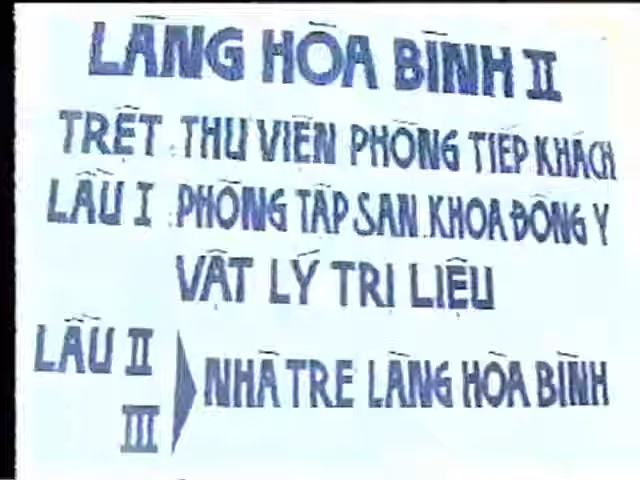 LÀNG HÒA BÌNH II
TRỆT : THƯ VIỆN PHÒNG TIẾP KHÁCH
LẦU I : PHÒNG TẬP SAN . KHOA ĐÔNG Y
VẬT LÝ TRỊ LIỆU
LẦU II
III
NHÀ TRẺ LÀNG HÒA BÌNH